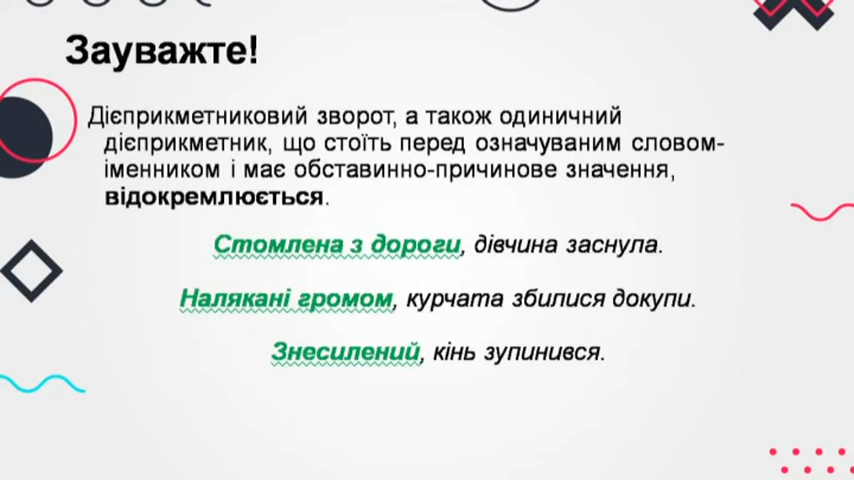 Зауважте!
Дієприкметниковий зворот, а також одиничний
дієприкметник, що стоїть перед означуваним словом-
іменником і має обставинно-причинове значення,
відокремлюється.
Стомлена з дороги, дівчина заснула.
Налякані громом, курчата збилися докупи.
Знесилений, кінь зупинився.